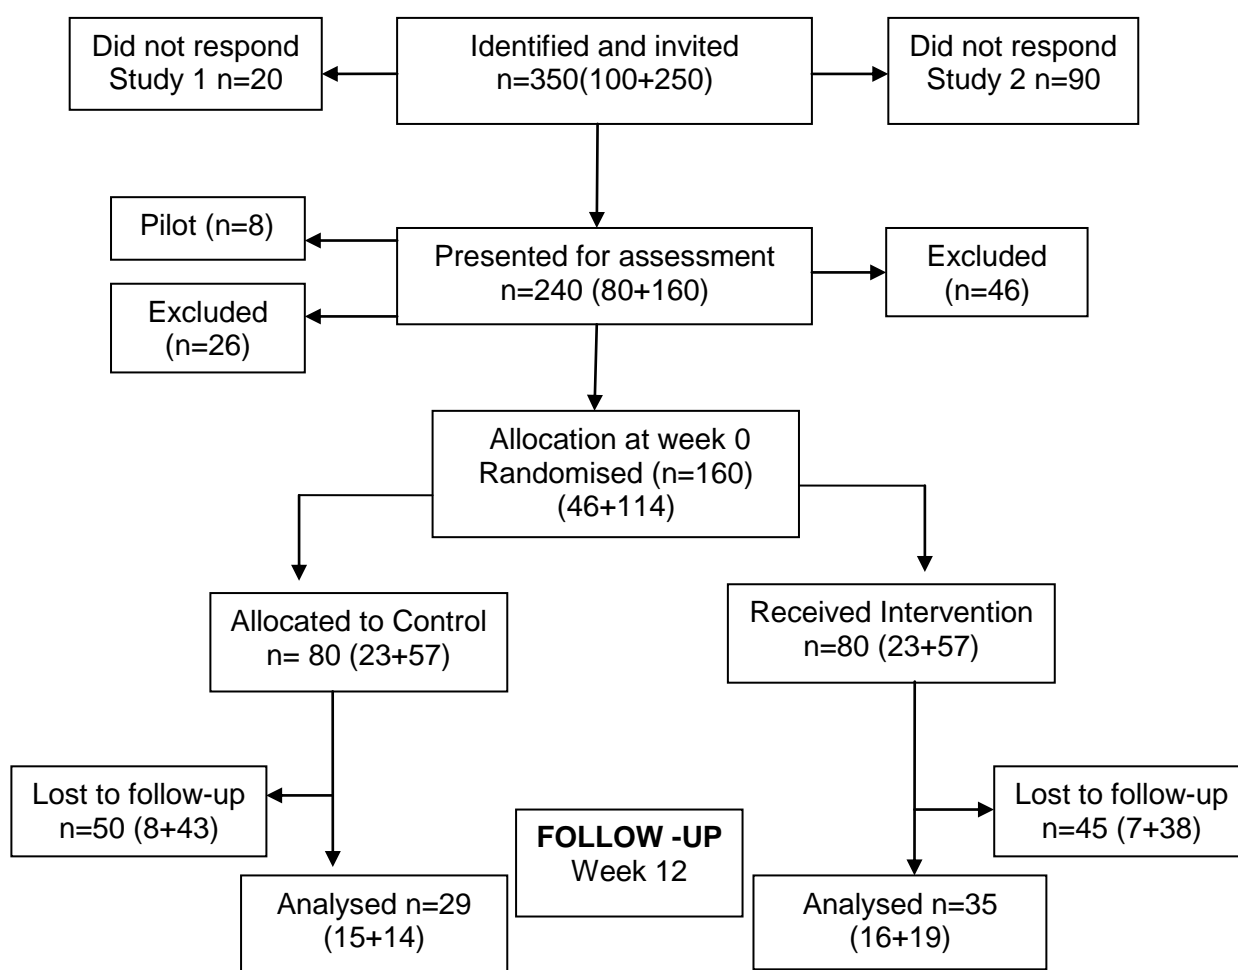 Did not respond
Study 1 n=20
Identified and invited
n=350(100+250)
Did not respond
Study 2 n=90
Pilot (n=8)
Presented for assessment
n=240 (80+160)
Excluded
(n=46)
Excluded
(n=26)
Allocation at week 0
Randomised (n=160)
(46+114)
Allocated to Control
n= 80 (23+57)
Received Intervention
n=80 (23+57)
Lost to follow-up
n=50 (8+43)
FOLLOW -UP
Week 12
Lost to follow-up
n=45 (7+38)
Analysed n=29
(15+14)
Analysed n=35
(16+19)